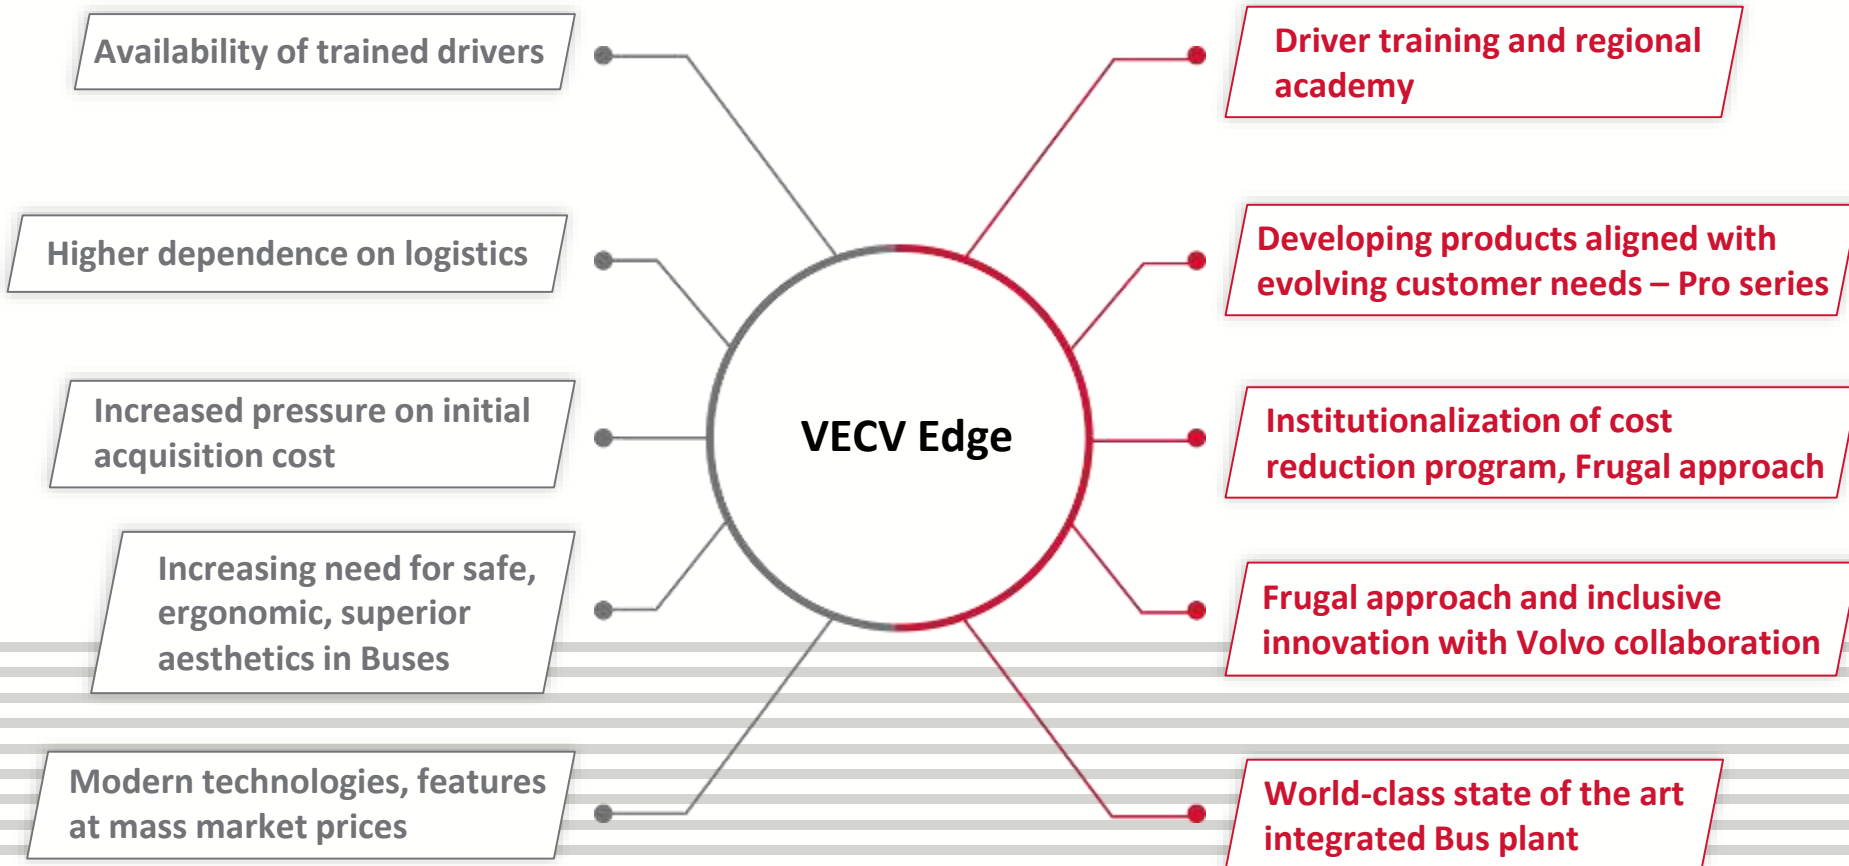 Availability of trained drivers
Higher dependence on logistics
Increased pressure on initial
acquisition cost
Increasing need for safe,
ergonomic, superior
aesthetics in Buses
Modern technologies, features
at mass market prices
VECV Edge
Driver training and regional
academy
Developing products aligned with
evolving customer needs – Pro series
Institutionalization of cost
reduction program, Frugal approach
Frugal approach and inclusive
innovation with Volvo collaboration
World-class state of the art
integrated Bus plant